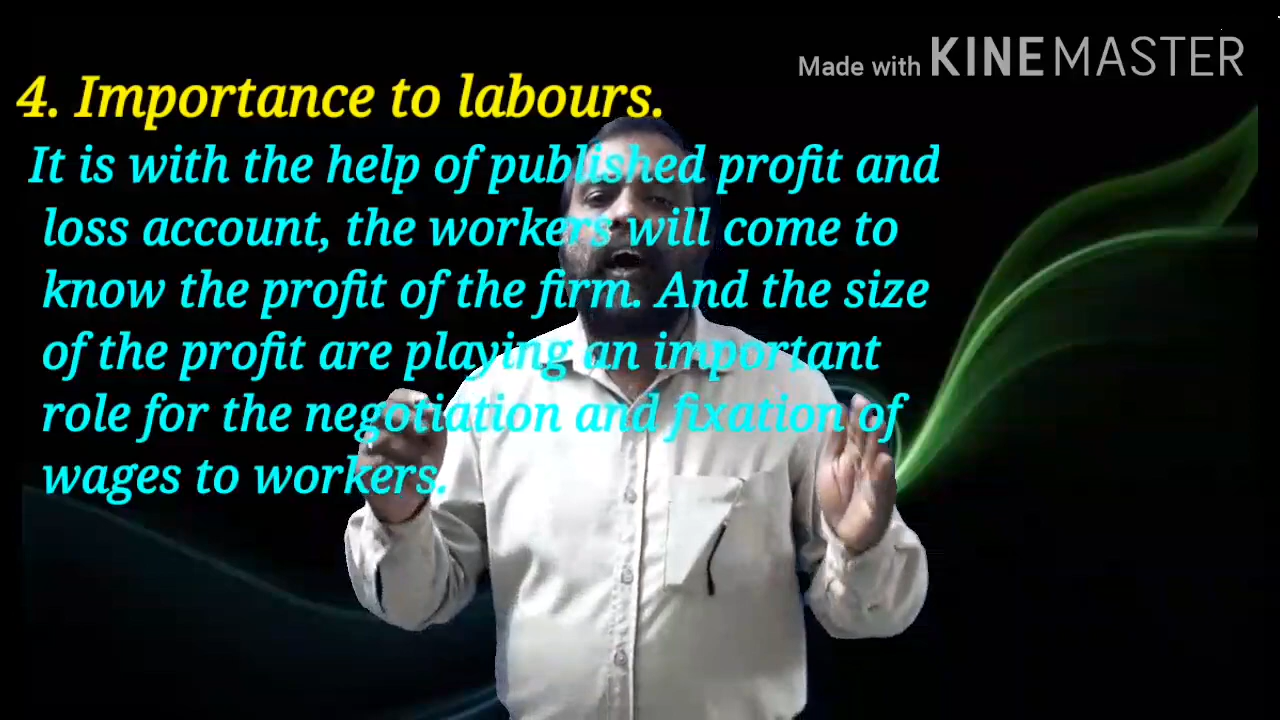 Made with KINEMASTER
4. Importance to labours.
It is with the help of published profit and
loss account, the workers will come to
know the profit of the firm. And the size
of the profit are playing an important
role for the negotiation and fixation of
wages to workers.